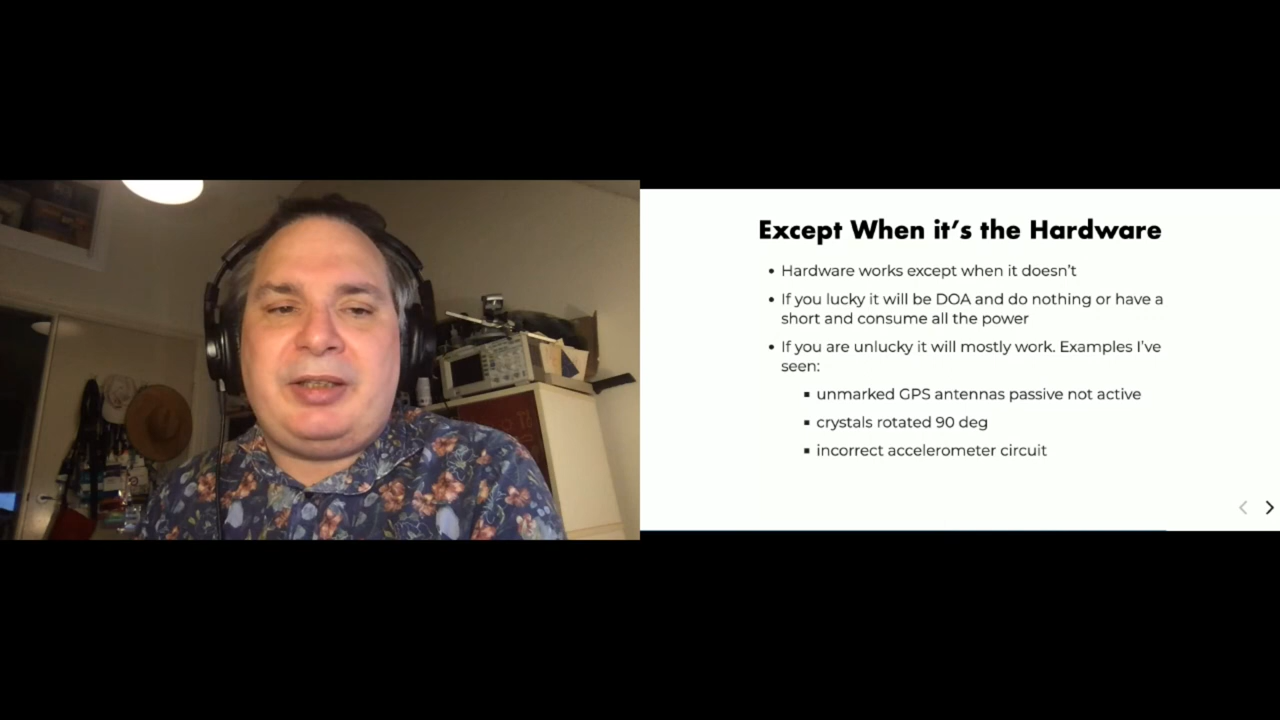 Except When it's the Hardware
Hardware works except when it doesn't
If you lucky it will be DOA and do nothing or have a
short and consume all the power
If you are unlucky it will mostly work. Examples I've
seen:
unmarked GPS antennas passive not active
crystals rotated 90 deg
incorrect accelerometer circuit